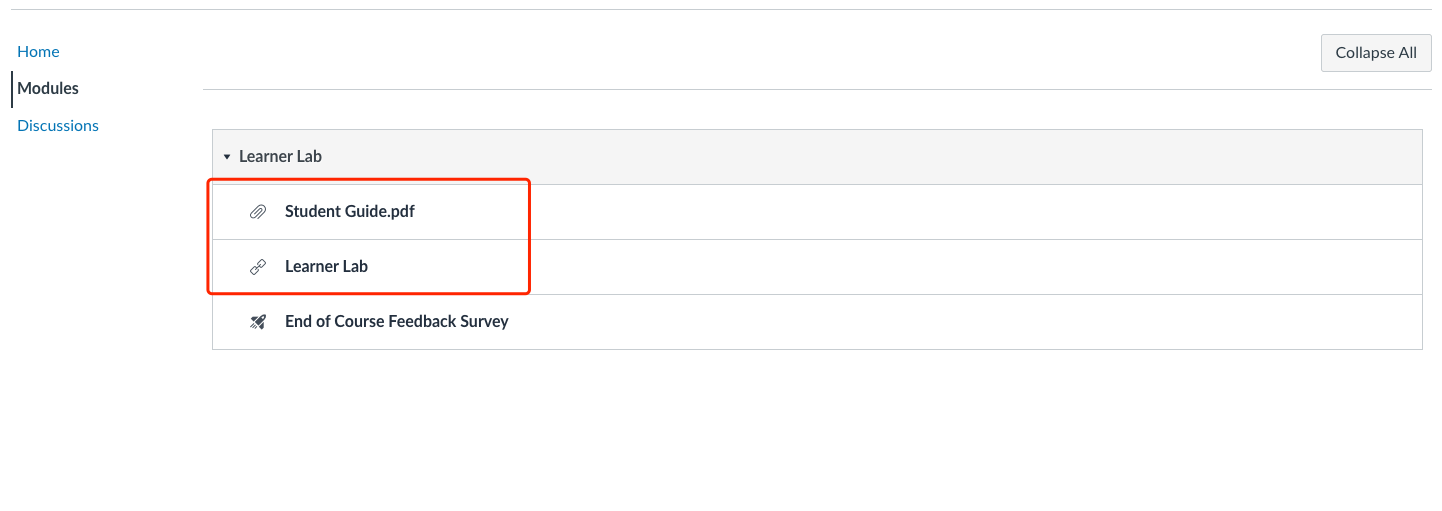 Home
Collapse All
Modules
Discussions
Learner Lab
Student Guide.pdf
Learner Lab
End of Course Feedback Survey